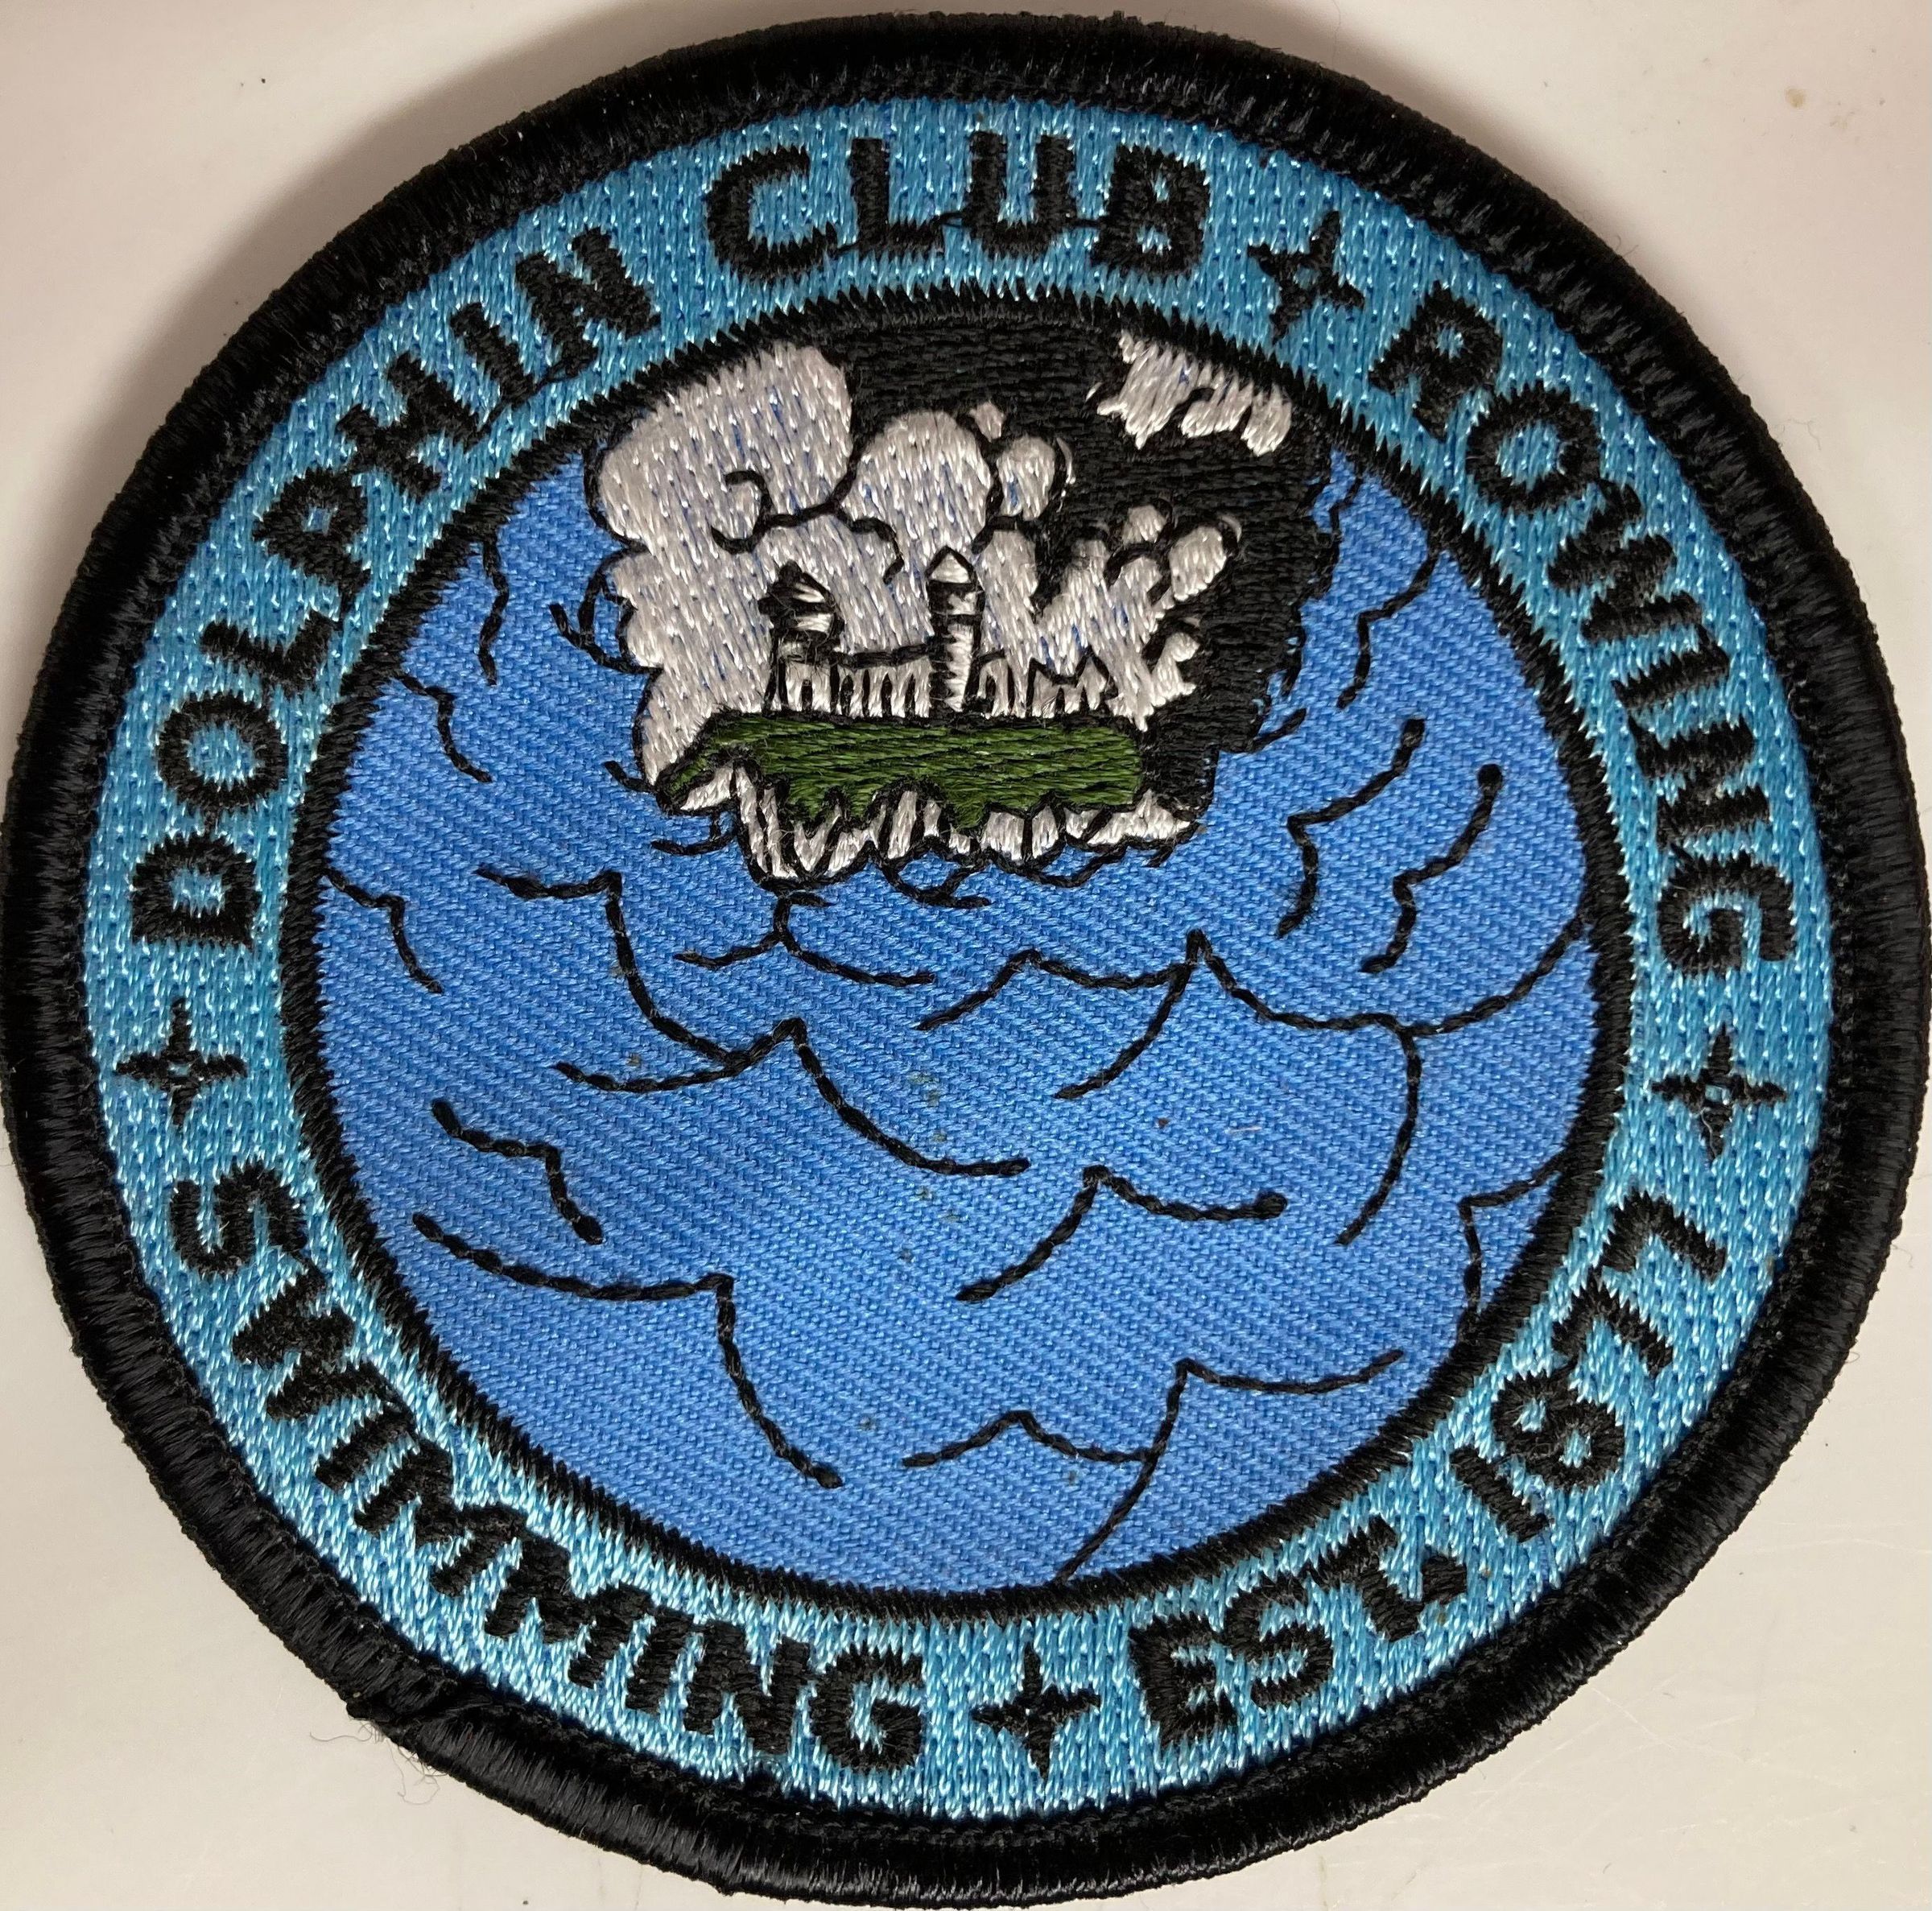 DOLPHIN CLUB
ROWING
EST. 1877
SWIMMING